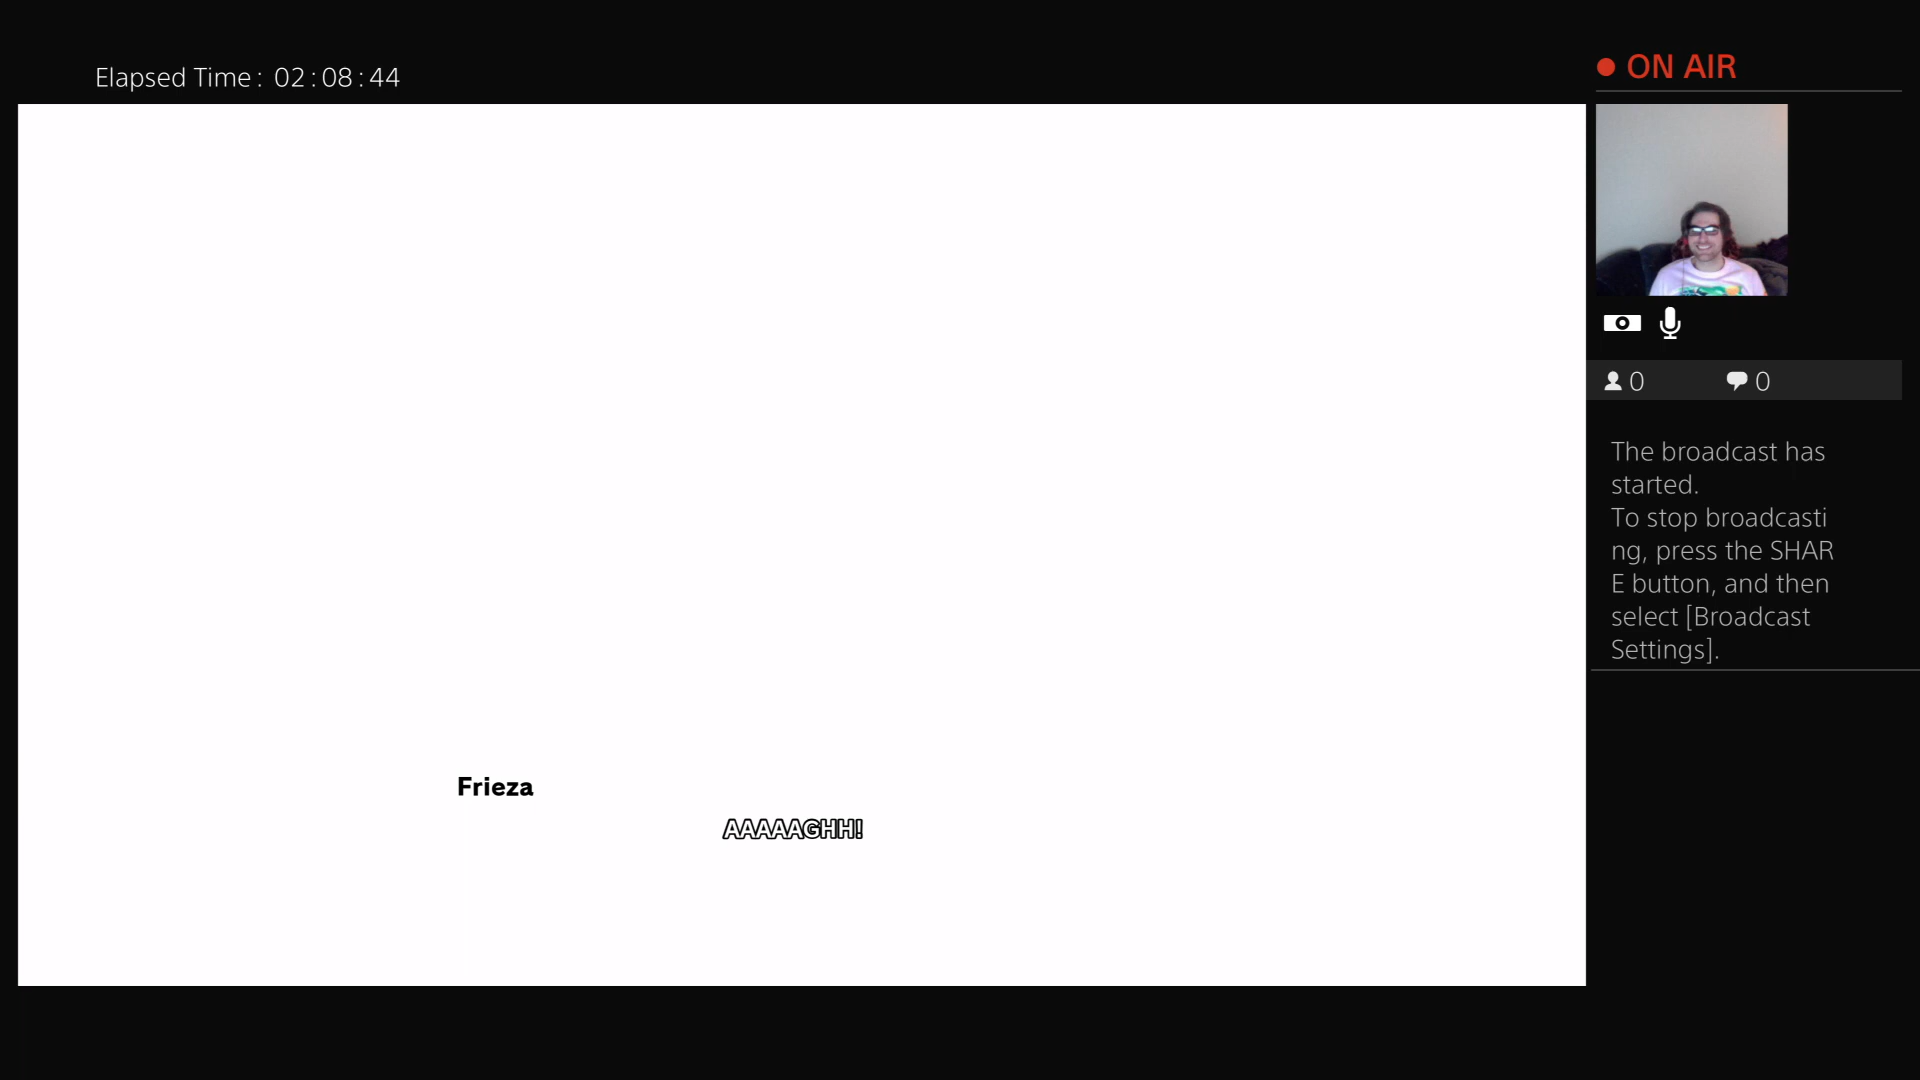 Elapsed Time: 02:08:44
ON AIR
0 0
The broadcast has
started.
To stop broadcasti
ng, press the SHAR
E button, and then
select [Broadcast
Settings].
Frieza
AAAAAGHH!